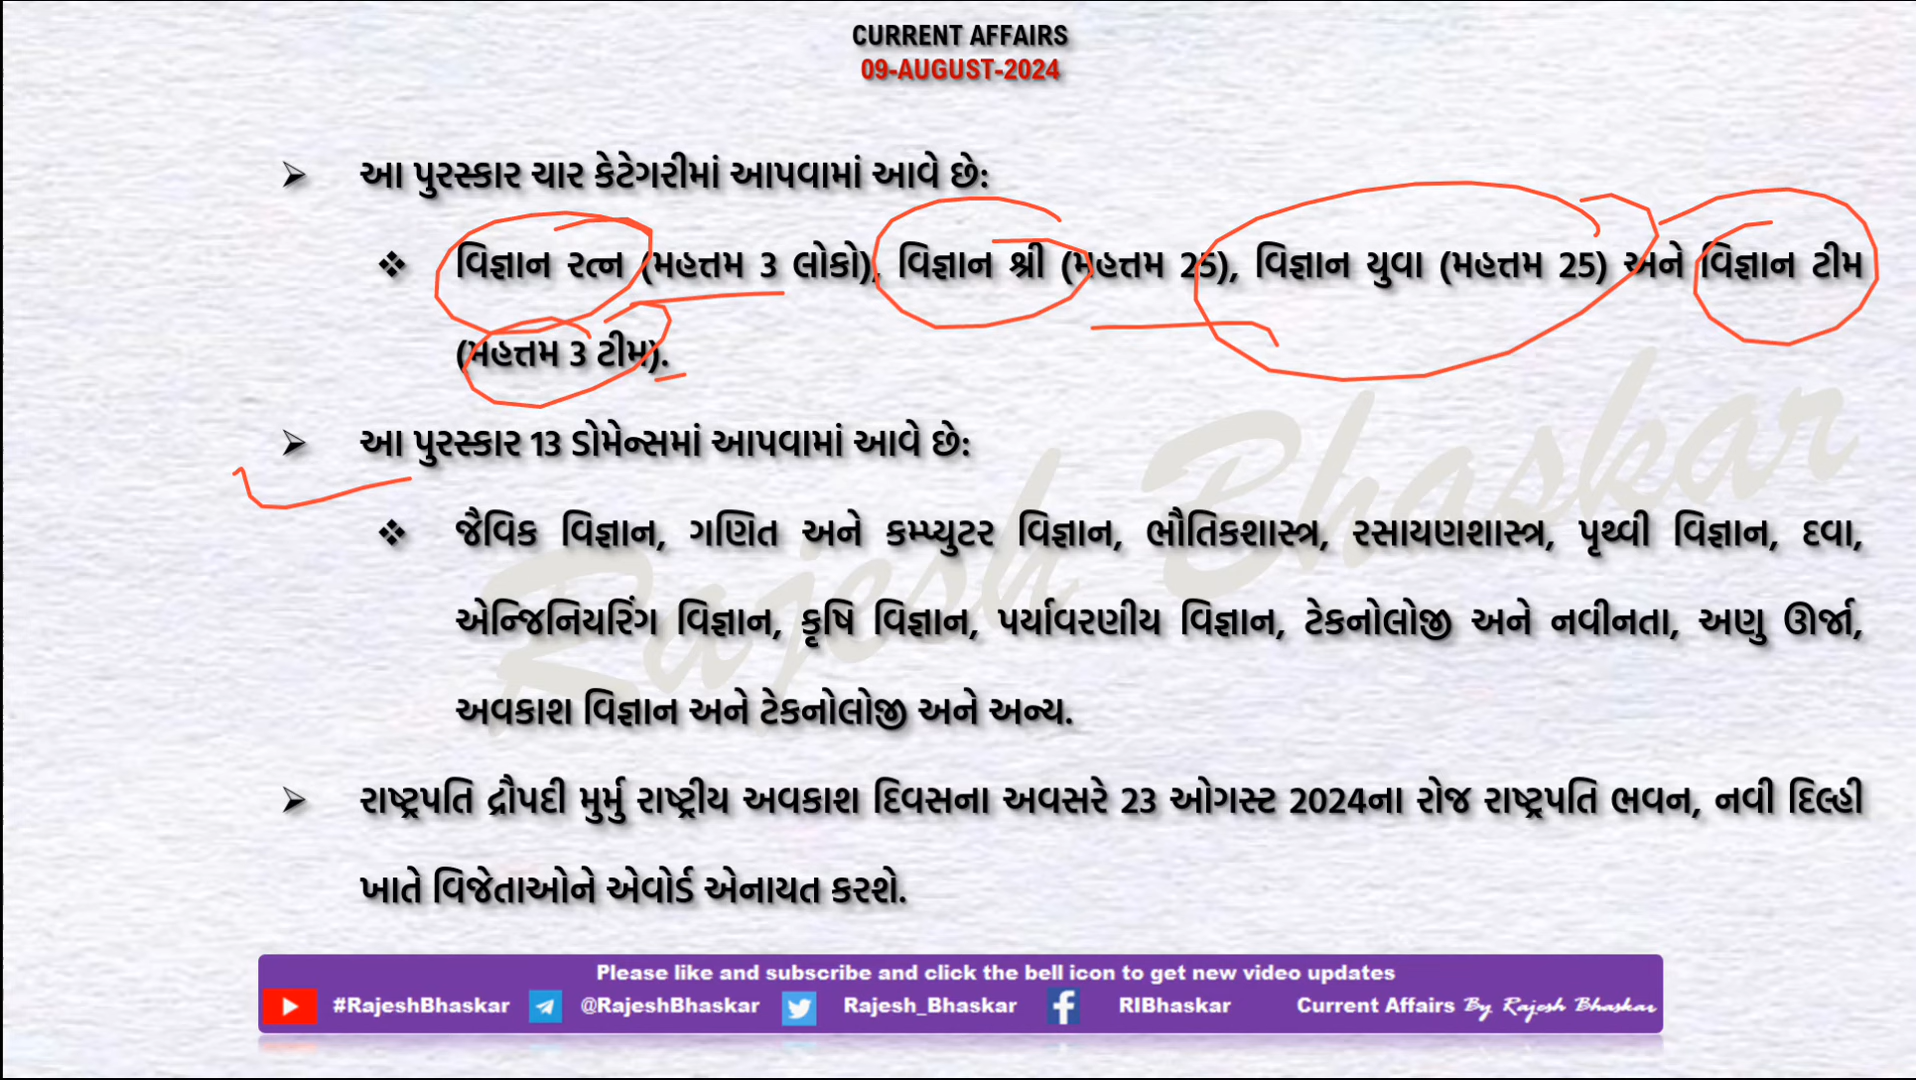 CURRENT AFFAIRS
09-AUGUST-2024
આ પુરસ્કાર ચાર કેટેગરીમાં આપવામાં આવે છે:
વિજ્ઞાન રત્ન (મહત્તમ 3 લોકો), વિજ્ઞાન શ્રી (મહત્તમ 25), વિજ્ઞાન યુવા (મહત્તમ 25) અને વિજ્ઞાન ટીમ
(મહત્તમ 3 ટીમ).
આ પુરસ્કાર 13 ડોમેન્સમાં આપવામાં આવે છે:
જૈવિક વિજ્ઞાન, ગણિત અને કમ્પ્યુટર વિજ્ઞાન, ભૌતિકશાસ્ત્ર, રસાયણશાસ્ત્ર, પૃથ્વી વિજ્ઞાન, દવા,
એન્જિનિયરિંગ વિજ્ઞાન, કૃષિ વિજ્ઞાન, પર્યાવરણીય વિજ્ઞાન, ટેકનોલોજી અને નવીનતા, અણુ ઊર્જા,
અવકાશ વિજ્ઞાન અને ટેકનોલોજી અને અન્ય.
Rajesh Bhaskar
રાષ્ટ્રપતિ દ્રૌપદી મુર્મુ રાષ્ટ્રીય અવકાશ દિવસના અવસરે 23 ઓગસ્ટ 2024ના રોજ રાષ્ટ્રપતિ ભવન, નવી દિલ્હી
ખાતે વિજેતાઓને એવોર્ડ એનાયત કરશે.
Please like and subscribe and click the bell icon to get new video updates
#RajeshBhaskar @RajeshBhaskar Rajesh_Bhaskar RIBhaskar Current Affairs By Rajesh Bhaskar